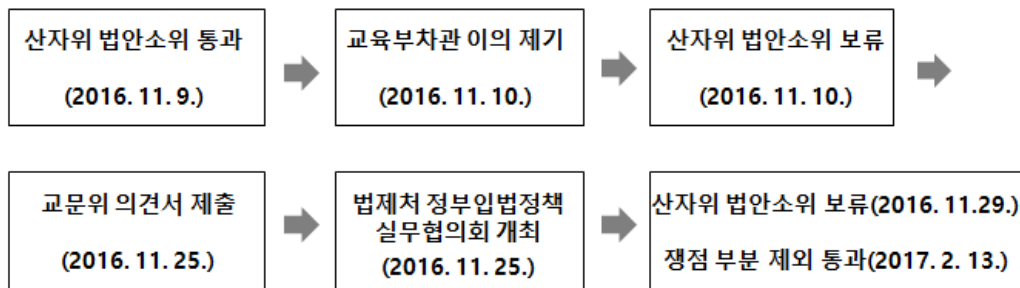 산자위 법안소위 통과
(2016. 11. 9.)
교육부차관 이의 제기
(2016. 11. 10.)
산자위 법안소위 보류
(2016. 11. 10.)
교문위 의견서 제출
(2016. 11. 25.)
법제처 정부입법정책
실무협의회 개최
(2016. 11. 25.)
산자위 법안소위 보류(2016. 11.29.)
쟁점 부분 제외 통과(2017. 2. 13.)